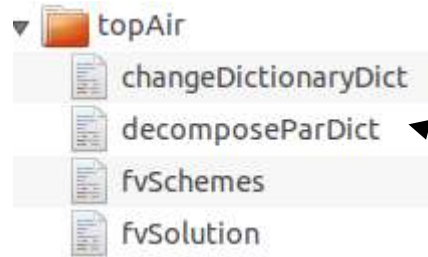 topAir
changeDictionaryDict
decomposeParDict
fvSchemes
fvSolution